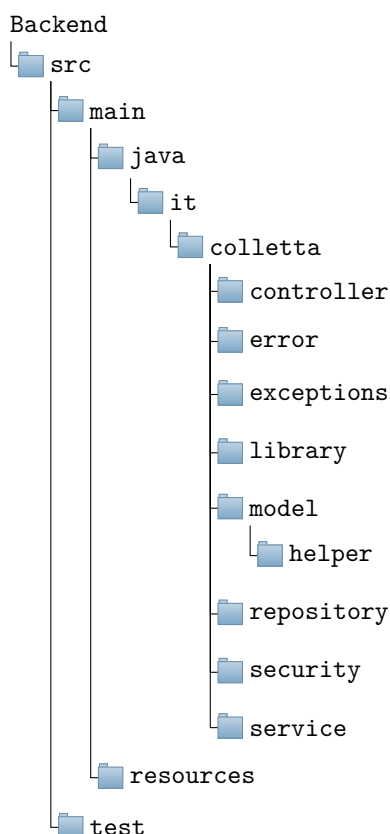 Backend
src
main
java
it
colletta
controller
error
exceptions
library
model
helper
repository
security
service
resources
test